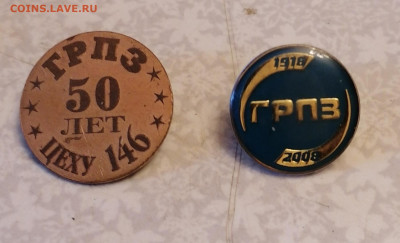 COINS.LAVE.RU
ГРПЗ
50
ЛЕТ
ЦЕХУ 146
1918
ГРПЗ
2008